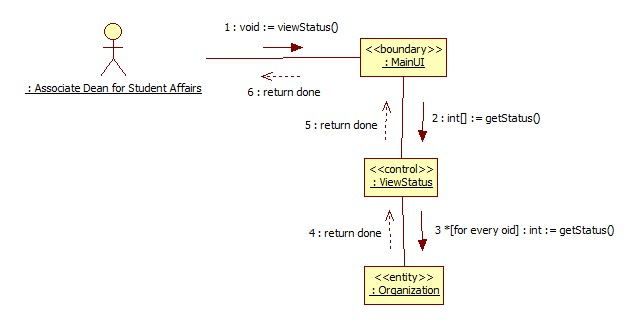 1 : void := viewStatus()
<<boundary>>
: MainUI
: Associate Dean for Student Affairs
6 : return done
5 : return done
2 : int[] := getStatus()
<<control>>
: ViewStatus
4 : return done
3 *[for every oid] : int := getStatus()
<<entity>>
: Organization